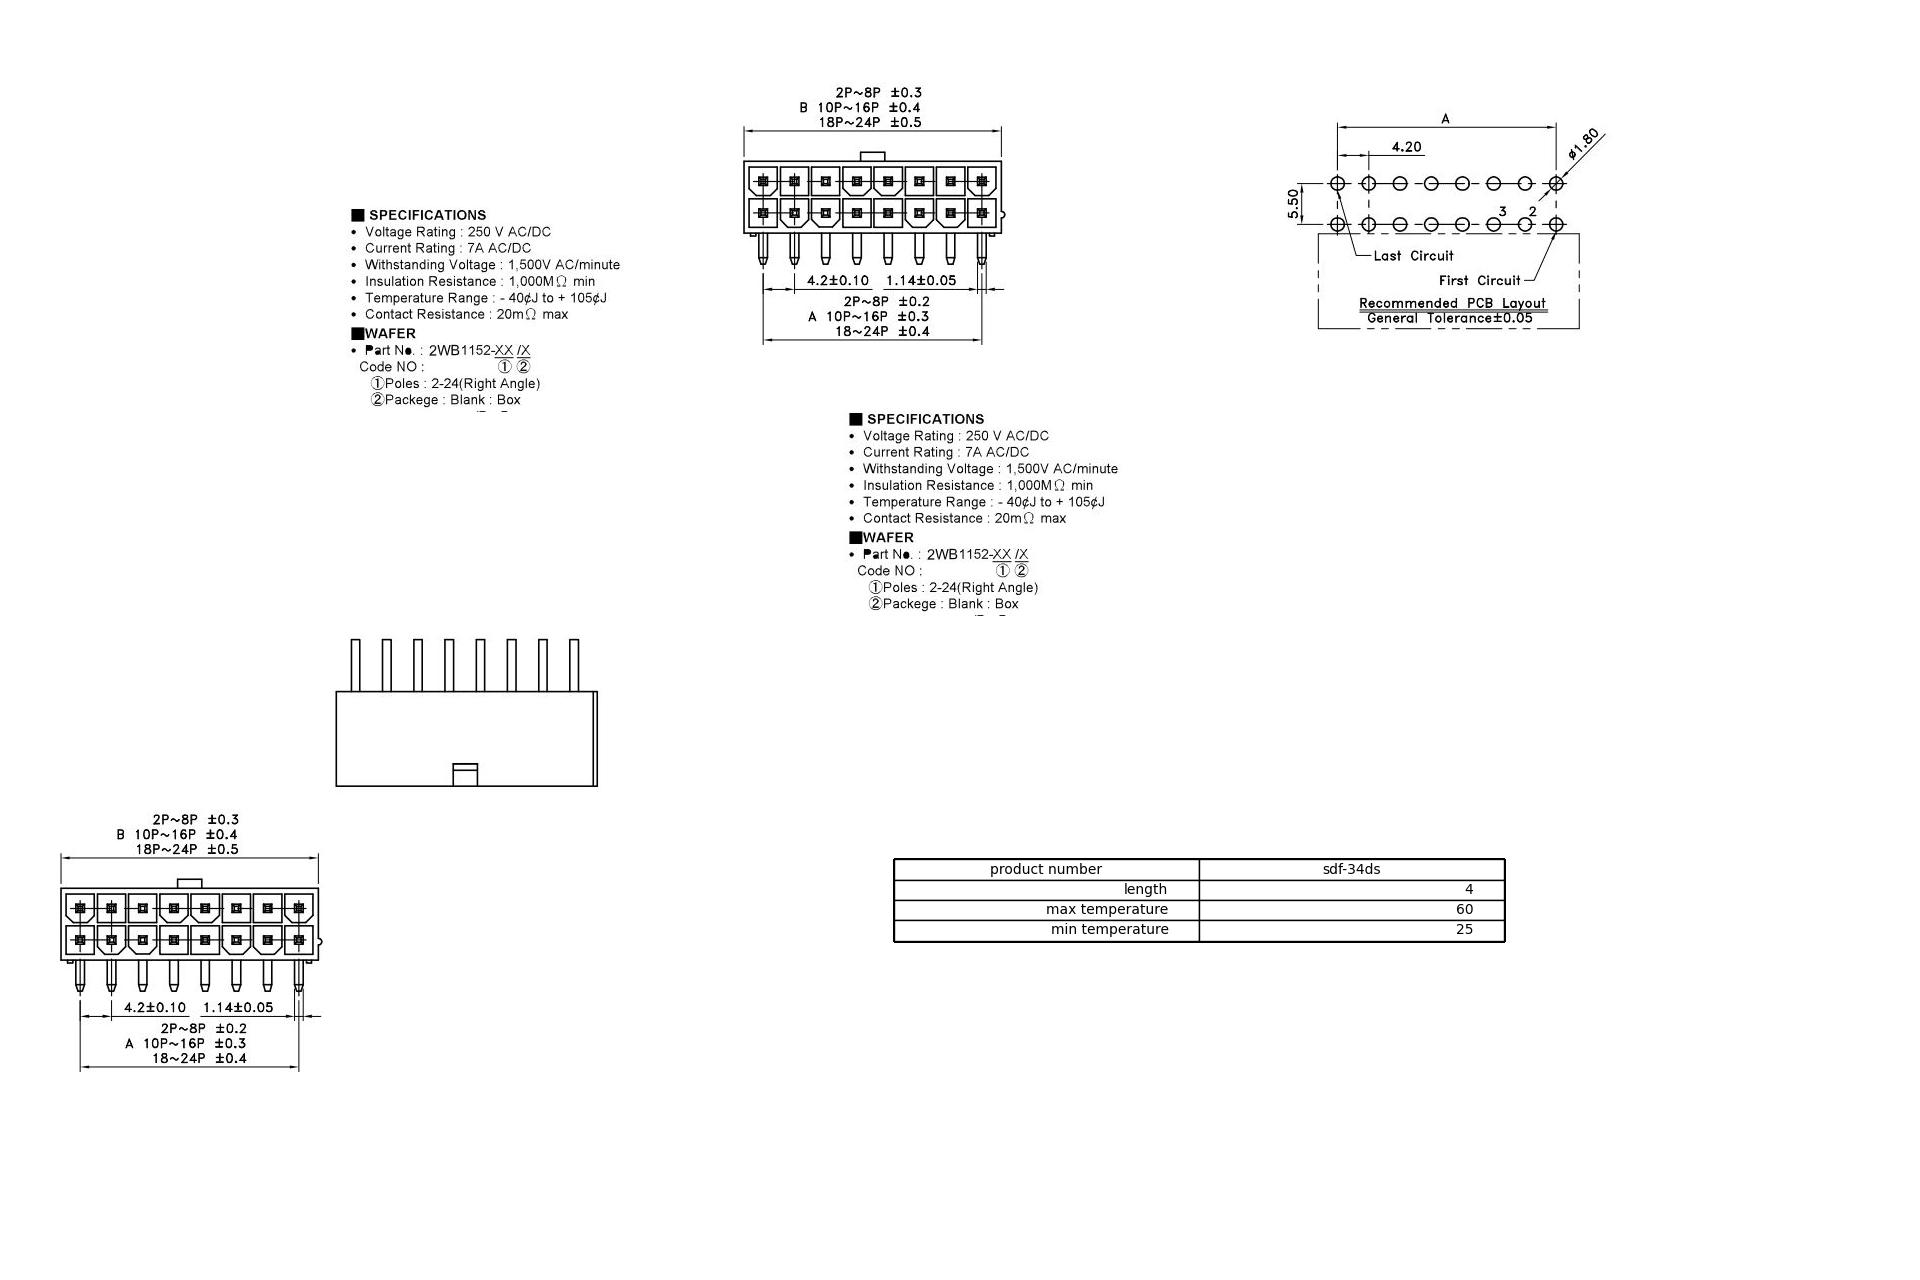 2P~8P ±0.3
B 10P~16P ±0.4
18P~24P ±0.5
4.2±0.10 1.14±0.05
2P~8P ±0.2
A 10P~16P ±0.3
18~24P ±0.4
A
4.20
ø1.80
5.50
3 2
Last Circuit
First Circuit
Recommended PCB Layout
General Tolerance±0.05
■ SPECIFICATIONS
• Voltage Rating : 250 V AC/DC
• Current Rating : 7A AC/DC
• Withstanding Voltage : 1,500V AC/minute
• Insulation Resistance : 1,000MΩ min
• Temperature Range : - 40¢J to + 105¢J
• Contact Resistance : 20mΩ max
■WAFER
• Part No. : 2WB1152-XX /X
Code NO : ① ②
①Poles : 2-24(Right Angle)
②Packege : Blank : Box
■ SPECIFICATIONS
• Voltage Rating : 250 V AC/DC
• Current Rating : 7A AC/DC
• Withstanding Voltage : 1,500V AC/minute
• Insulation Resistance : 1,000MΩ min
• Temperature Range : - 40¢J to + 105¢J
• Contact Resistance : 20mΩ max
■WAFER
• Part No. : 2WB1152-XX /X
Code NO : ① ②
①Poles : 2-24(Right Angle)
②Packege : Blank : Box
2P~8P ±0.3
B 10P~16P ±0.4
18P~24P ±0.5
4.2±0.10 1.14±0.05
2P~8P ±0.2
A 10P~16P ±0.3
18~24P ±0.4
product number sdf-34ds
length 4
max temperature 60
min temperature 25